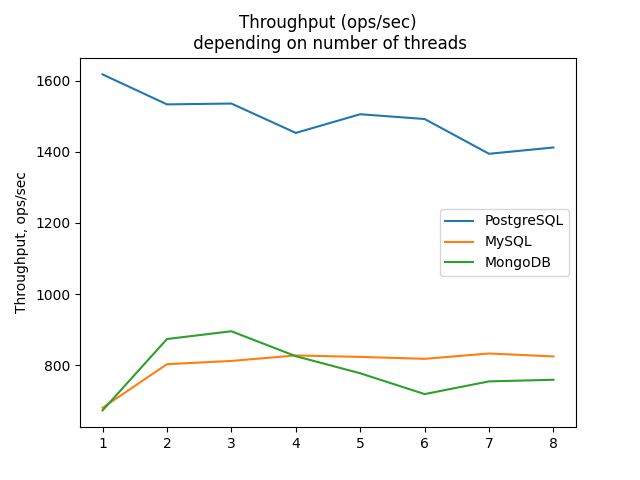 Throughput (ops/sec)
depending on number of threads
1600
1400
1200
1000
800
Throughput, ops/sec
PostgreSQL
MySQL
MongoDB
1 2 3 4 5 6 7 8